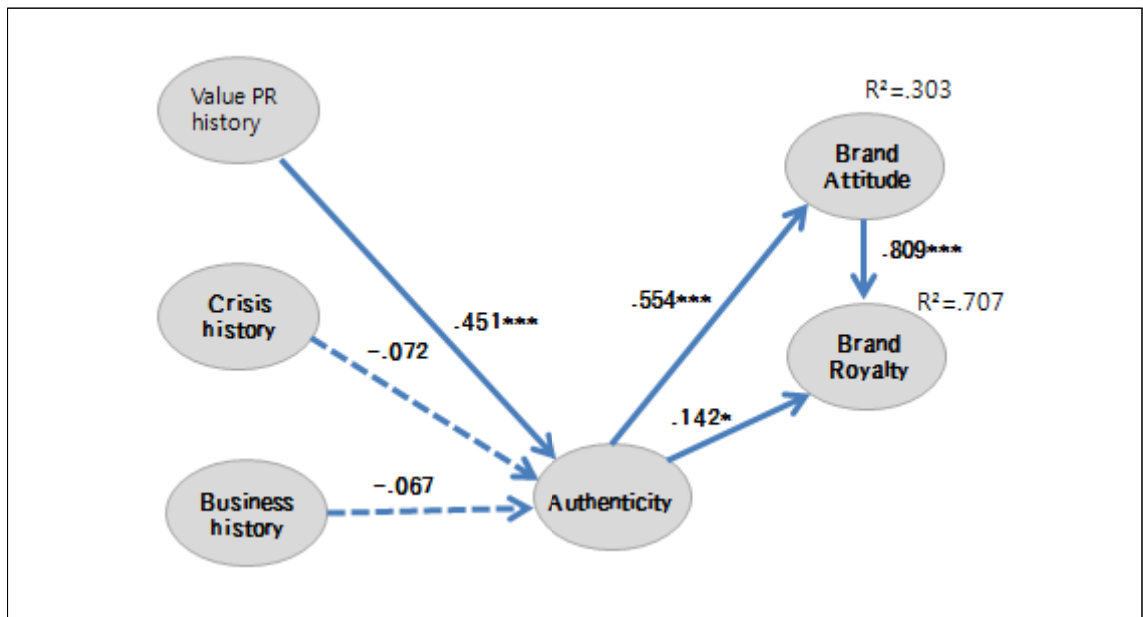 Value PR
history
R²=.303
Brand
Attitude
.809***
Crisis
history
.554***
R²=.707
.451***
-.072
Brand
Royalty
.142*
-.067
Business
history
Authenticity